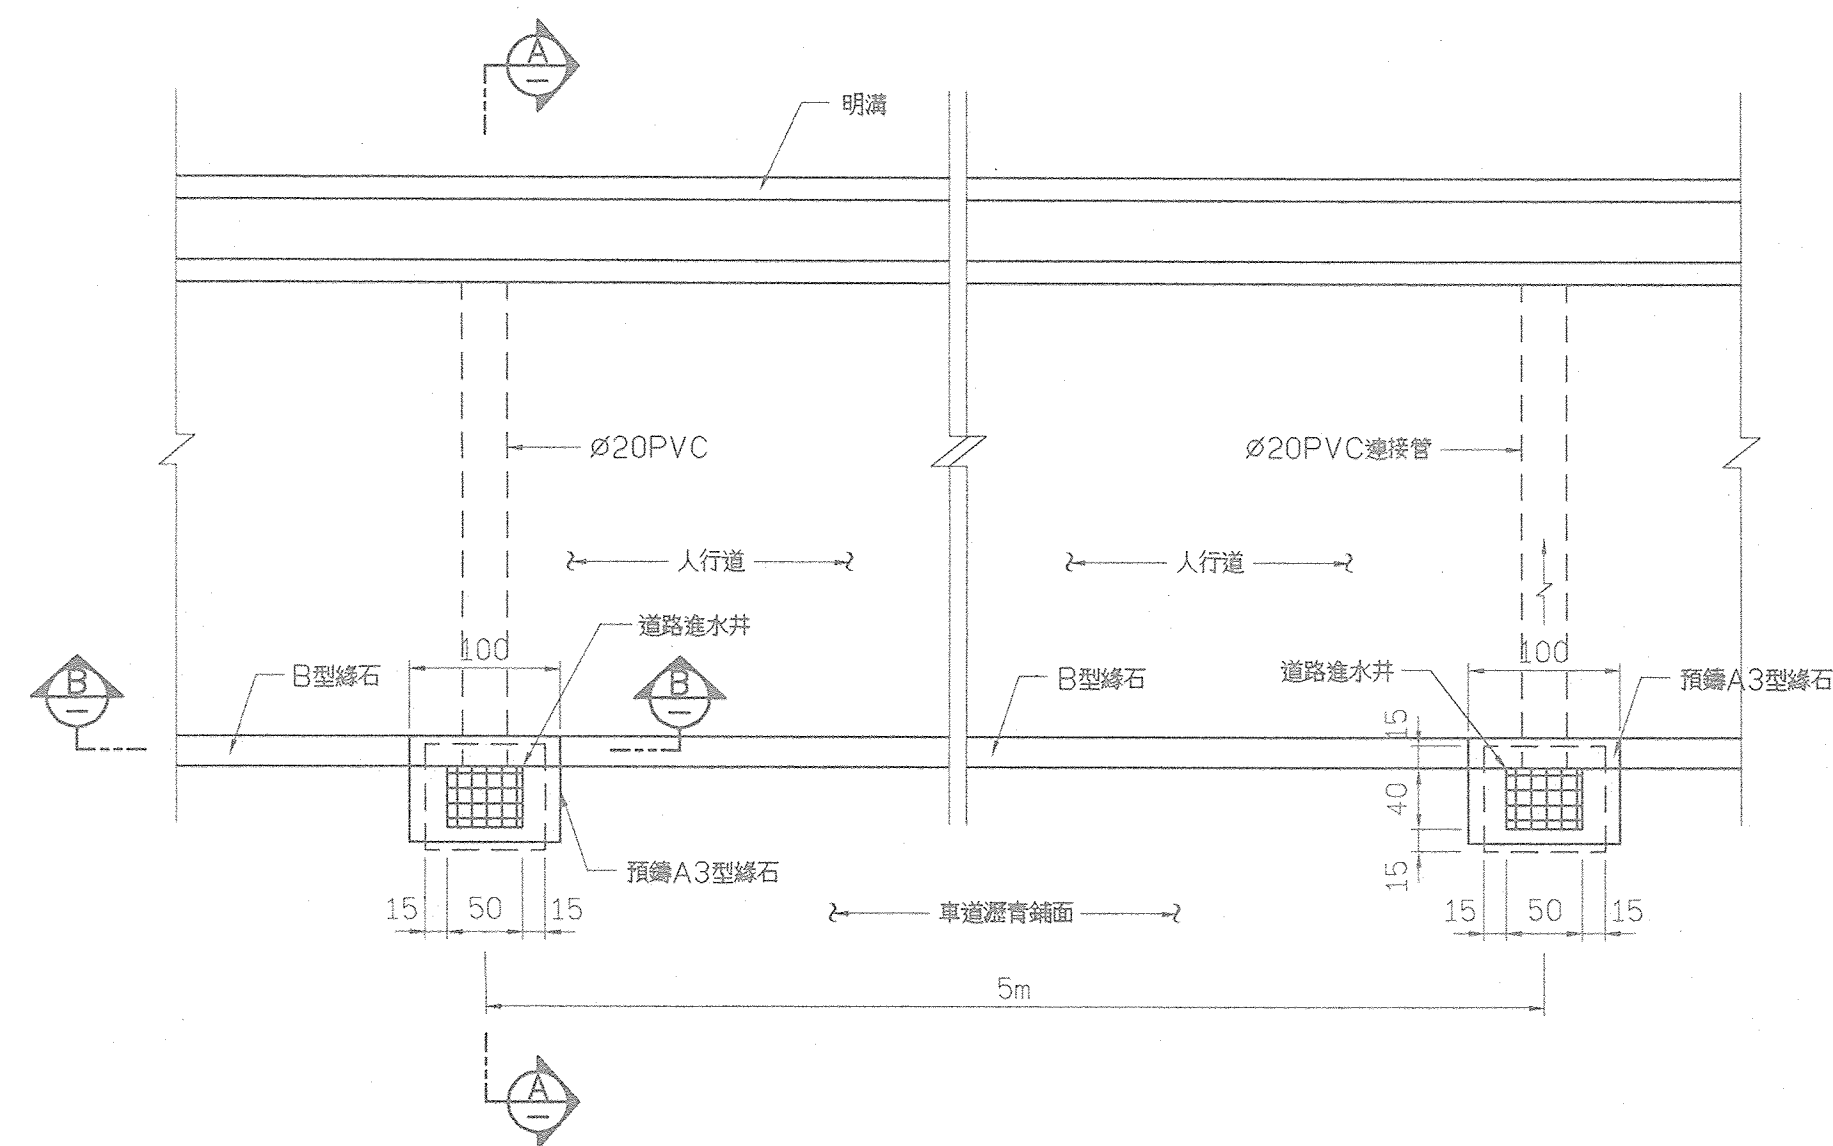 A
明溝
Ø20PVC
Ø20PVC連接管
人行道
人行道
道路進水井
100
B型緣石
B
B
B型緣石
道路進水井
100
預鑄A3型緣石
15
40
15
預鑄A3型緣石
15
50
15
車道瀝青鋪面
15
50
15
5m
A